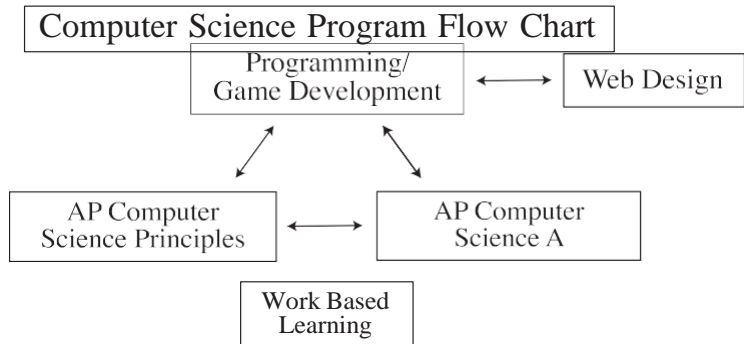 Computer Science Program Flow Chart
Programming/
Game Development
Web Design
AP Computer
Science Principles
AP Computer
Science A
Work Based
Learning